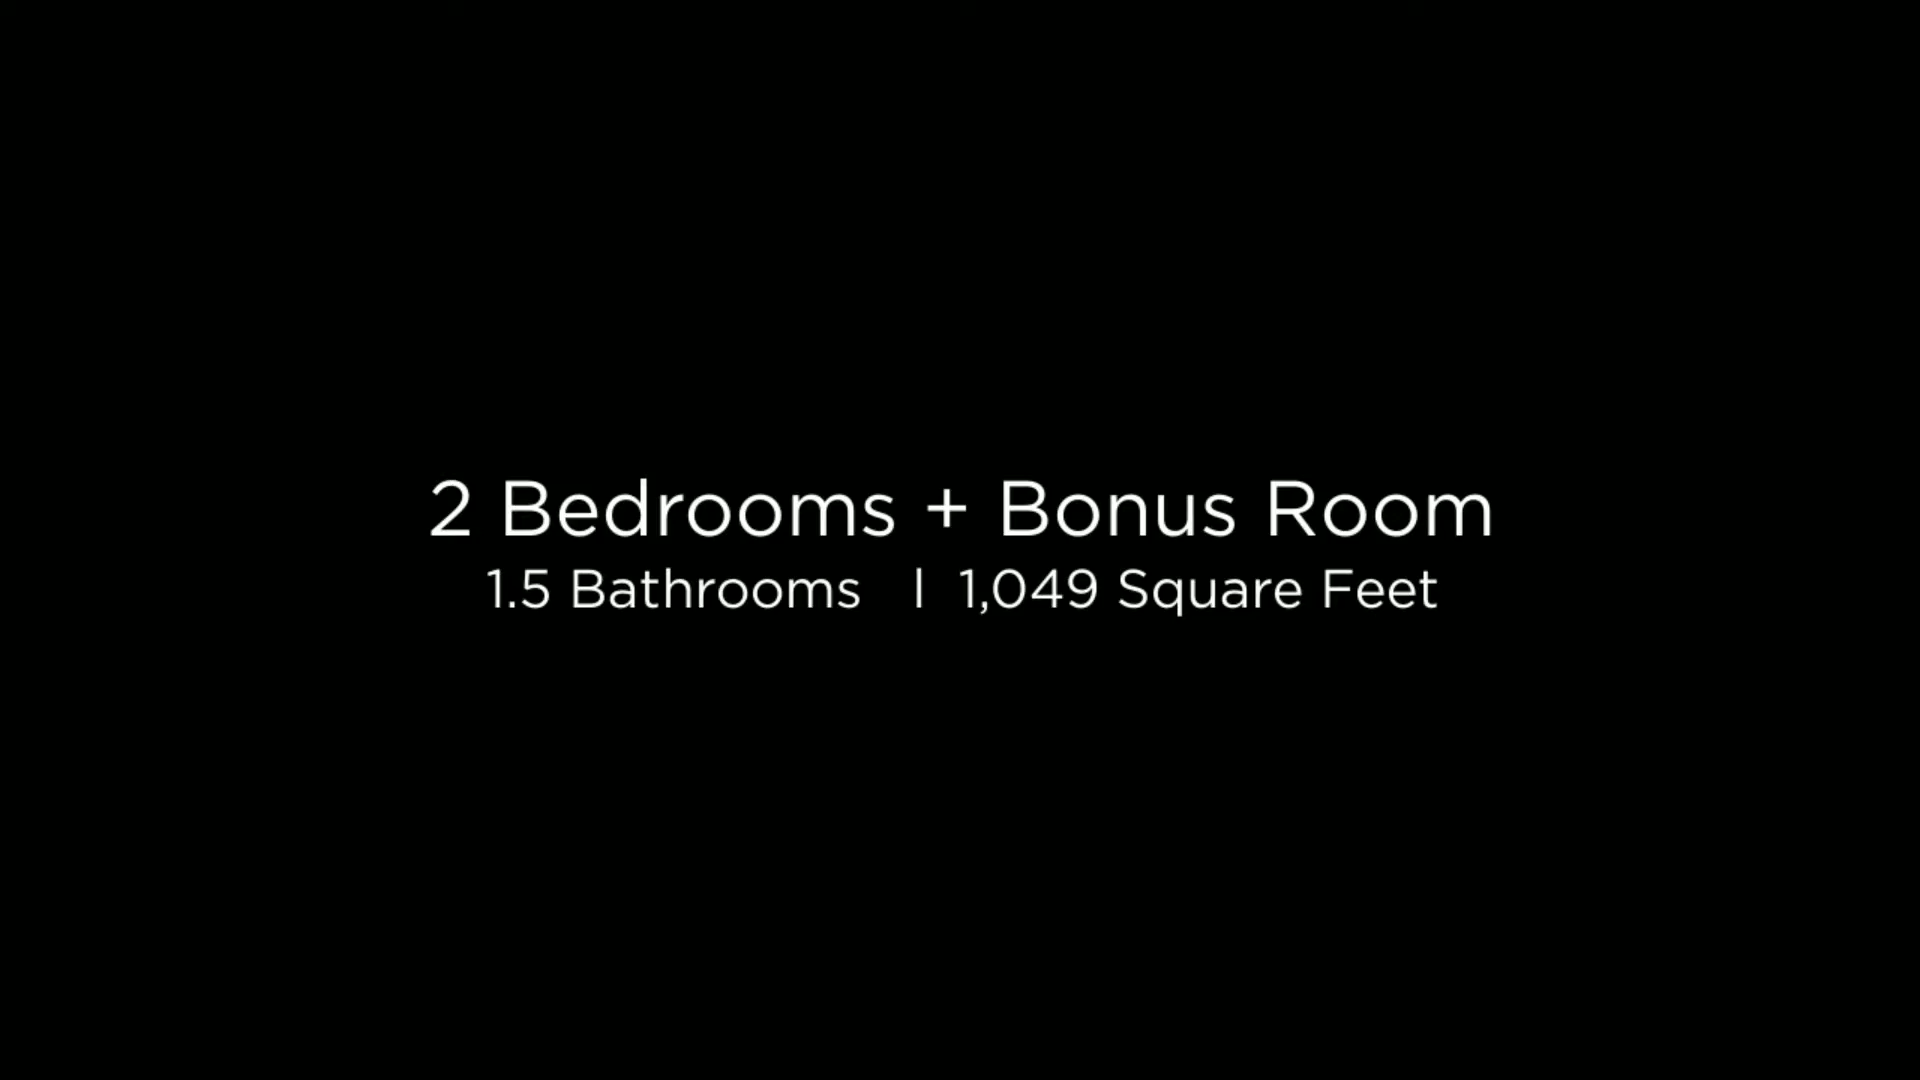 2 Bedrooms + Bonus Room
1.5 Bathrooms | 1,049 Square Feet